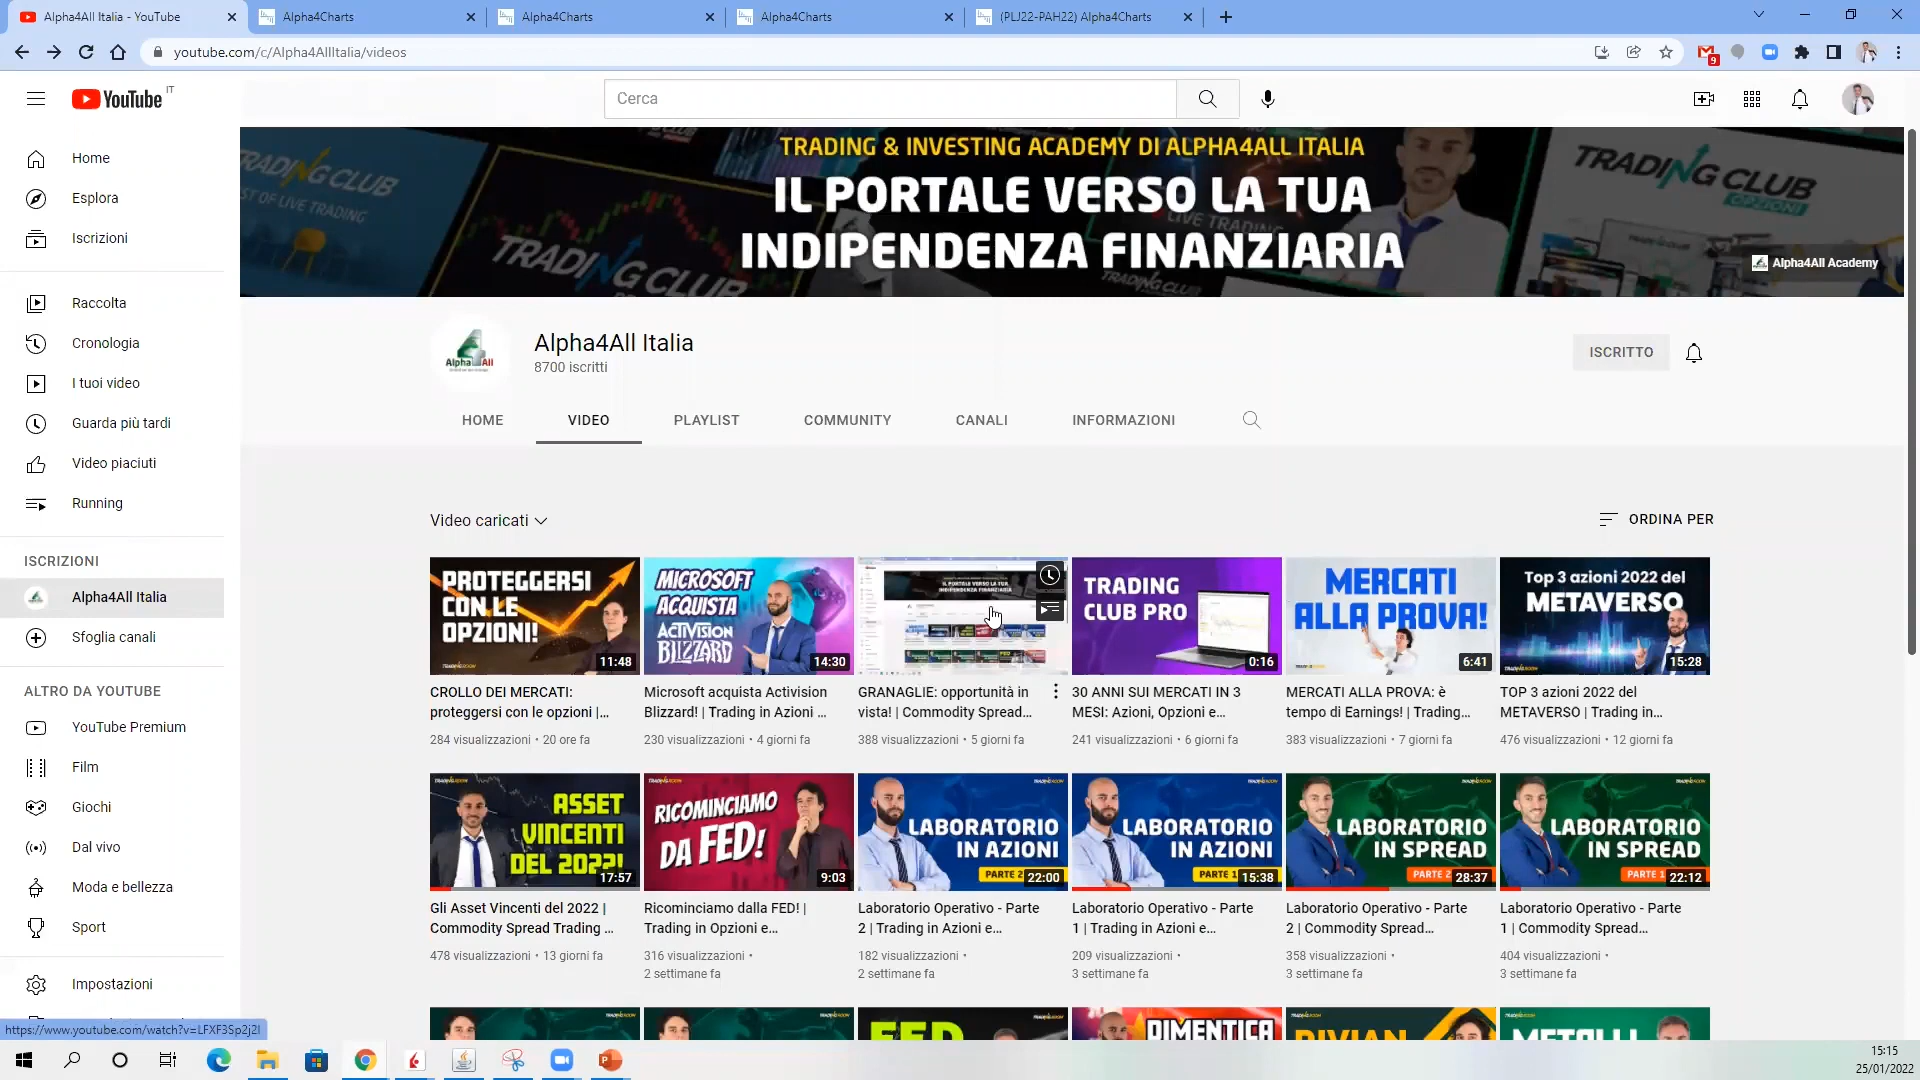 Alpha4All Italia - YouTube
Alpha4Charts
Alpha4Charts
Alpha4Charts
(PLJ22-PAH22) Alpha4Charts
youtube.com/c/Alpha4AllItalia/videos
9
YouTube IT
Cerca
Home
Esplora
Iscrizioni
Raccolta
Cronologia
I tuoi video
Guarda più tardi
Video piaciuti
Running
ISCRIZIONI
Alpha4All Italia
Sfoglia canali
ALTRO DA YOUTUBE
YouTube Premium
Film
Giochi
Dal vivo
Moda e bellezza
Sport
Impostazioni
https://www.youtube.com/watch?v=LFXF3Sp2j2I
TRADING & INVESTING ACADEMY DI ALPHA4ALL ITALIA
IL PORTALE VERSO LA TUA
INDIPENDENZA FINANZIARIA
TRADING CLUB
TRADING CLUB
TRADING CLUB
OPZIONI
Alpha4All Academy
Alpha4All Italia
8700 iscritti
ISCRITTO
HOME
VIDEO
PLAYLIST
COMMUNITY
CANALI
INFORMAZIONI
Video caricati
ORDINA PER
PROTEGGERSI
CON LE
OPZIONI!
11:48
CROLLO DEI MERCATI:
proteggersi con le opzioni |...
284 visualizzazioni • 20 ore fa
MICROSOFT
ACQUISTA
ACTIVISION
BLIZZARD
14:30
Microsoft acquista Activision
Blizzard! | Trading in Azioni ...
230 visualizzazioni • 4 giorni fa
GRANAGLIE: opportunità in
vista! | Commodity Spread...
388 visualizzazioni • 5 giorni fa
TRADING
CLUB PRO
0:16
30 ANNI SUI MERCATI IN 3
MESI: Azioni, Opzioni e...
241 visualizzazioni • 6 giorni fa
MERCATI
ALLA PROVA!
6:41
MERCATI ALLA PROVA: è
tempo di Earnings! | Trading...
383 visualizzazioni • 7 giorni fa
Top 3 azioni 2022 del
METAVERSO
15:28
TOP 3 azioni 2022 del
METAVERSO | Trading in...
476 visualizzazioni • 12 giorni fa
ASSET
VINCENTI
DEL 2022!
17:57
Gli Asset Vincenti del 2022 |
Commodity Spread Trading ...
478 visualizzazioni • 13 giorni fa
RICOMINCIAMO
DA FED!
9:03
Ricominciamo dalla FED! |
Trading in Opzioni e...
316 visualizzazioni •
2 settimane fa
LABORATORIO
IN AZIONI
PARTE 2
22:00
Laboratorio Operativo - Parte
2 | Trading in Azioni e...
182 visualizzazioni •
2 settimane fa
LABORATORIO
IN AZIONI
PARTE 1
15:38
Laboratorio Operativo - Parte
1 | Trading in Azioni e...
209 visualizzazioni •
3 settimane fa
LABORATORIO
IN SPREAD
PARTE 2
28:37
Laboratorio Operativo - Parte
2 | Commodity Spread...
358 visualizzazioni •
3 settimane fa
LABORATORIO
IN SPREAD
PARTE 1
22:12
Laboratorio Operativo - Parte
1 | Commodity Spread...
404 visualizzazioni •
3 settimane fa
FED
DIMENTICA
RIVIAN
METALLI
15:15
25/01/2022